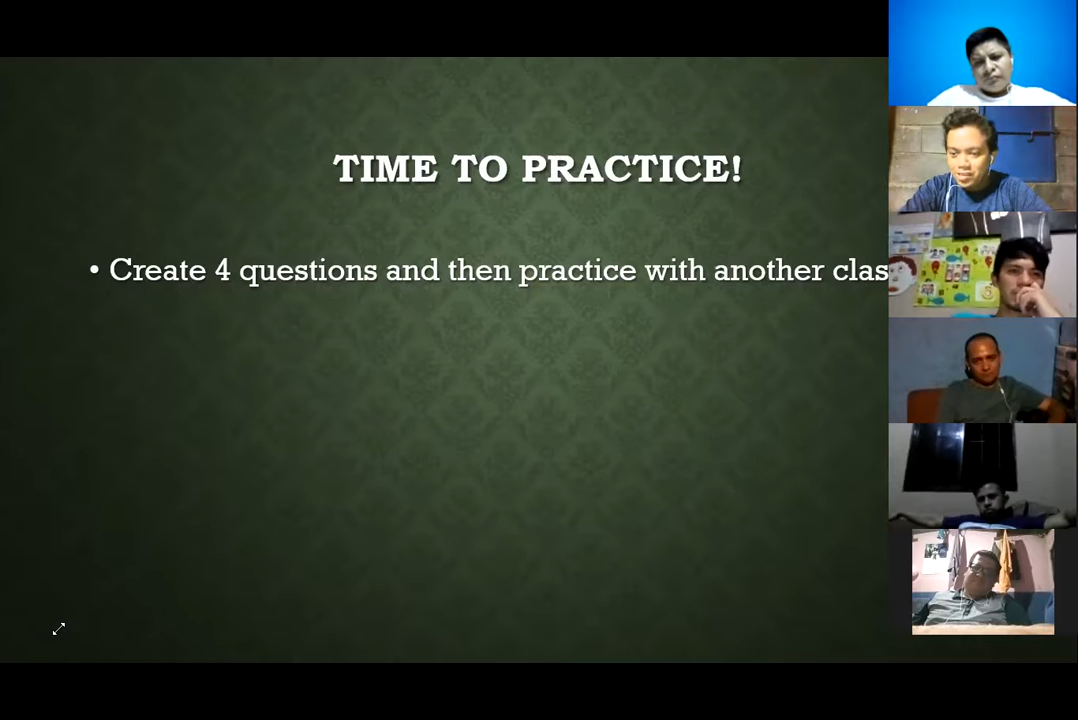 TIME TO PRACTICE!
• Create 4 questions and then practice with another clas